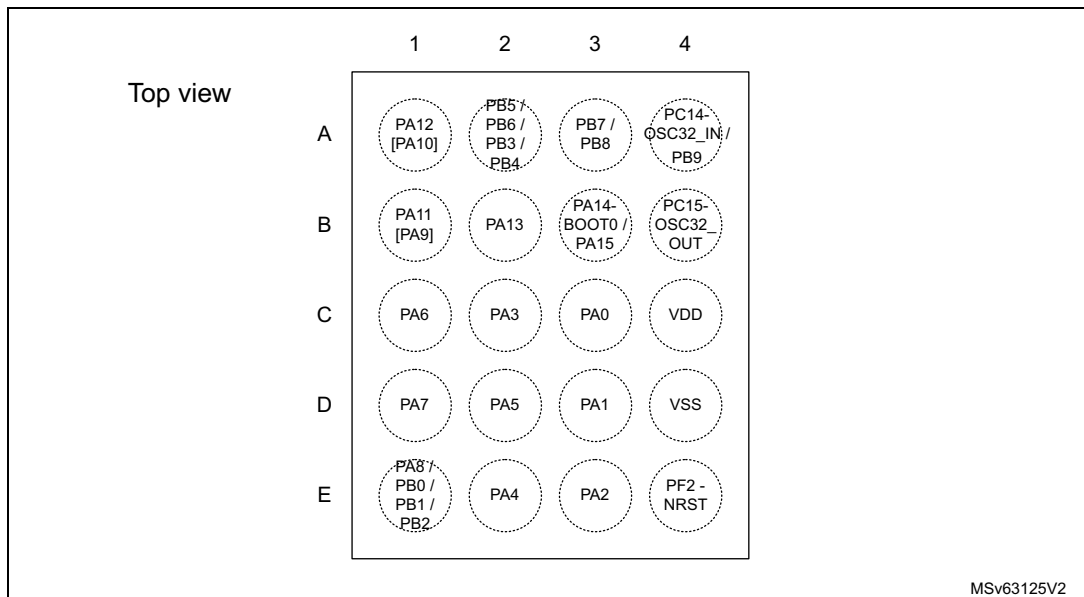 1 2 3 4
Top view
A
PA12
[PA10]
PB5 /
PB6 /
PB3 /
PB4
PB7 /
PB8
PC14-
OSC32_IN /
PB9
B
PA11
[PA9]
PA13
PA14-
BOOT0 /
PA15
PC15-
OSC32_
OUT
C
PA6
PA3
PA0
VDD
D
PA7
PA5
PA1
VSS
E
PA8 /
PB0 /
PB1 /
PB2
PA4
PA2
PF2 -
NRST
MSv63125V2